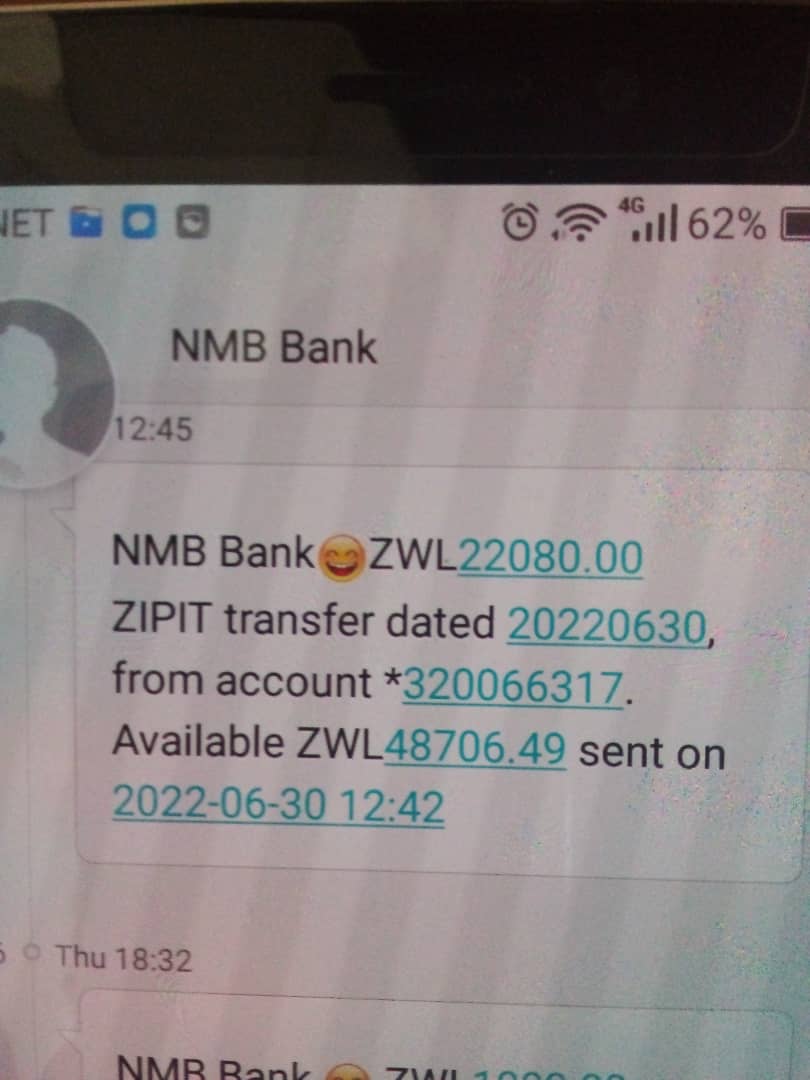 NET
4G 62%
NMB Bank
12:45
NMB Bank😄ZWL22080.00
ZIPIT transfer dated 20220630,
from account *320066317.
Available ZWL48706.49 sent on
2022-06-30 12:42
Thu 18:32
NMB Bank ZWL